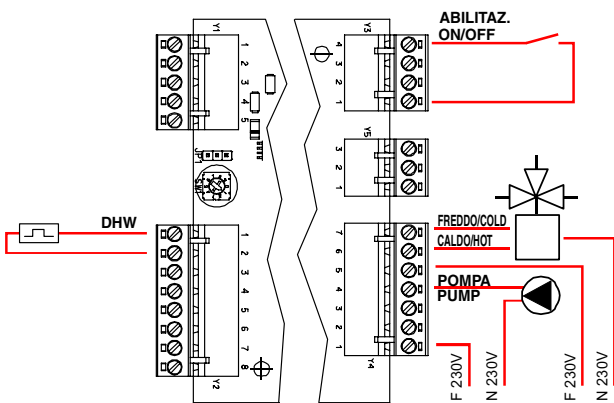 ABILITAZ.
ON/OFF
Y1
1
2
3
4
5
Y3
4
3
2
1
JP1
SW1
Y5
3
2
1
DHW
1
2
3
4
5
6
7
8
Y2
FREDDO/COLD
CALDO/HOT
POMPA
PUMP
7
6
5
4
3
2
1
Y4
F 230V
N 230V
F 230V
N 230V